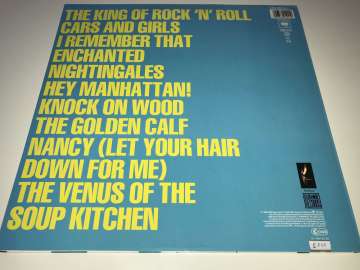 THE KING OF ROCK 'N' ROLL
CARS AND GIRLS
I REMEMBER THAT
ENCHANTED
NIGHTINGALES
HEY MANHATTAN!
KNOCK ON WOOD
THE GOLDEN CALF
NANCY (LET YOUR HAIR
DOWN FOR ME)
THE VENUS OF THE
SOUP KITCHEN